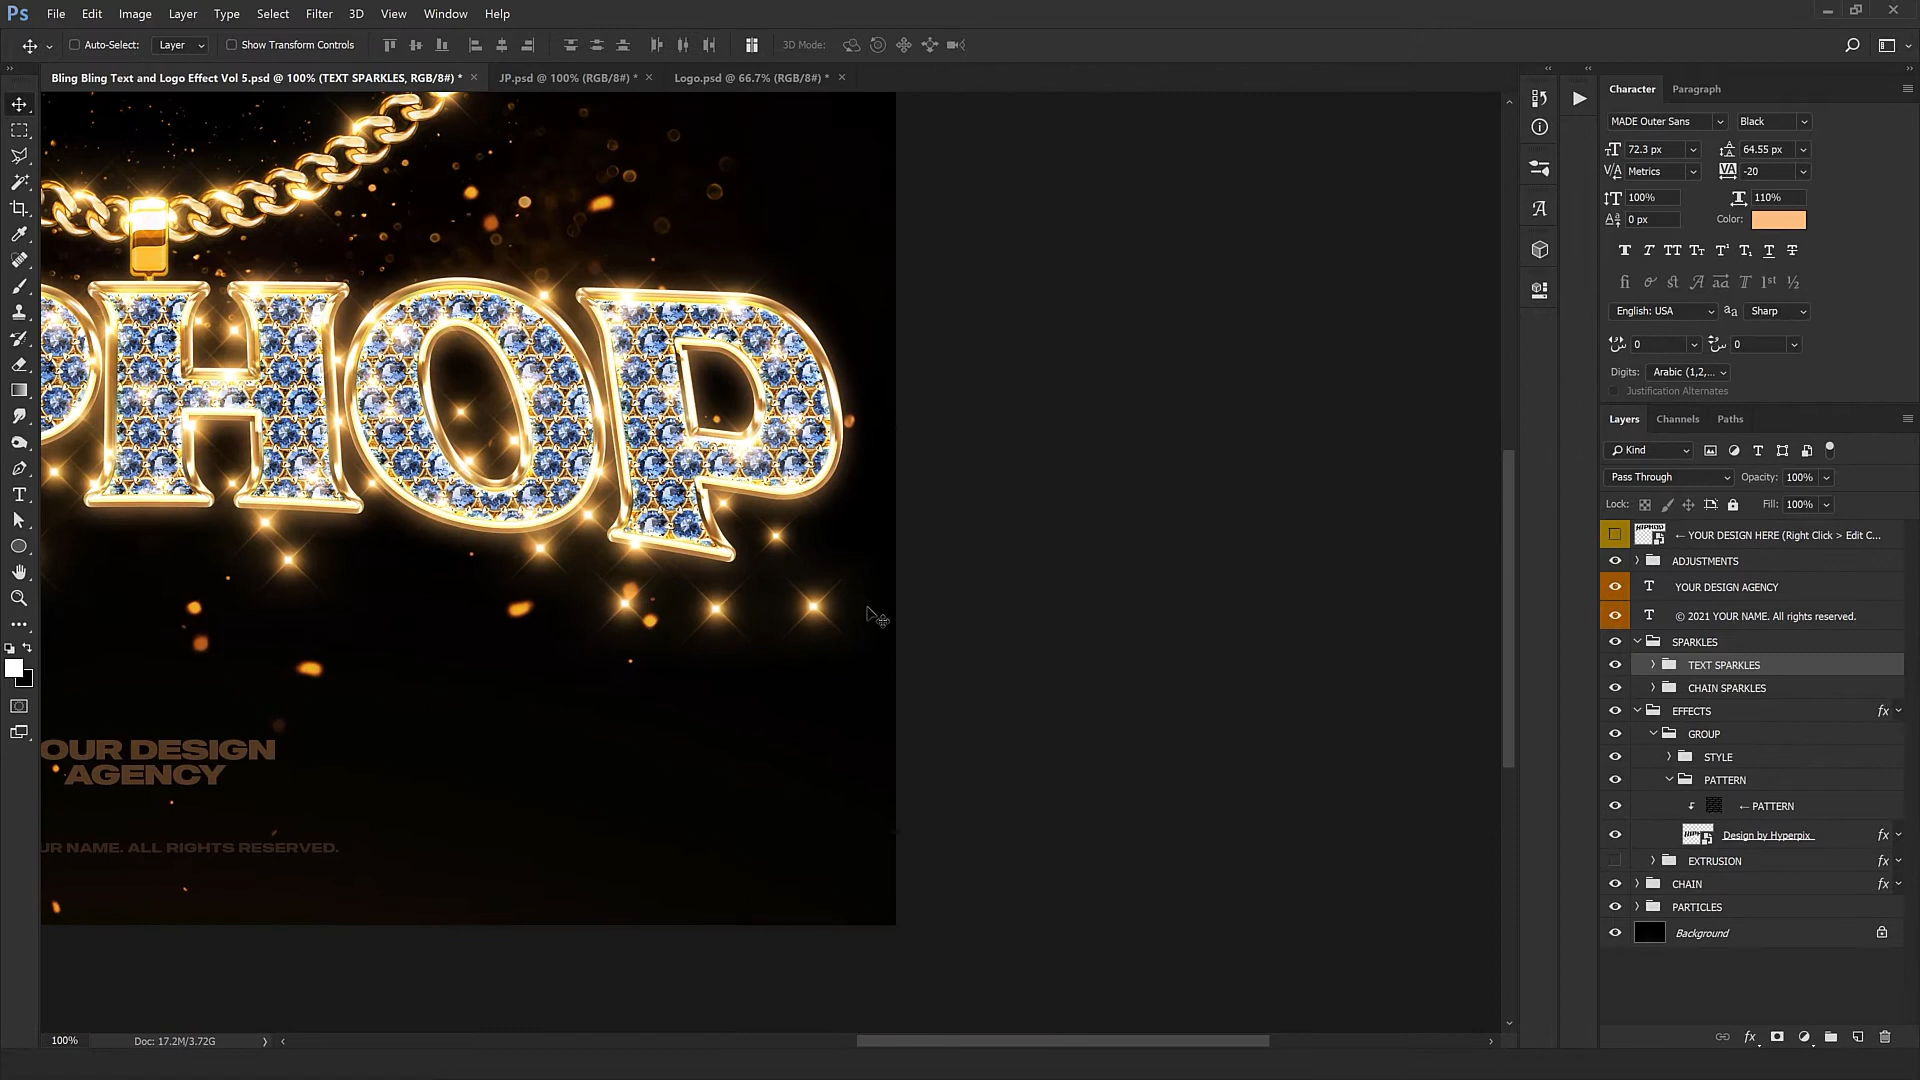 Ps File Edit Image Layer Type Select Filter 3D View Window Help
Auto-Select: Layer Show Transform Controls 3D Mode:
Bling Bling Text and Logo Effect Vol 5.psd @ 100% (TEXT SPARKLES, RGB/8#) * JP.psd @ 100% (RGB/8#) * Logo.psd @ 66.7% (RGB/8#) *
PHOP
OUR DESIGN
AGENCY
UR NAME. ALL RIGHTS RESERVED.
100% Doc: 17.2M/3.72G
Character Paragraph
MADE Outer Sans Black
72.3 px 64.55 px
Metrics -20
100% 110%
0 px Color:
English: USA Sharp
0 0
Digits: Arabic (1,2,...
Justification Alternates
Layers Channels Paths
Kind
Pass Through Opacity: 100%
Lock: Fill: 100%
← YOUR DESIGN HERE (Right Click > Edit C...
ADJUSTMENTS
YOUR DESIGN AGENCY
© 2021 YOUR NAME. All rights reserved.
SPARKLES
TEXT SPARKLES
CHAIN SPARKLES
EFFECTS fx
GROUP
STYLE
PATTERN
← PATTERN
Design by Hyperpix fx
EXTRUSION fx
CHAIN fx
PARTICLES
Background
fx